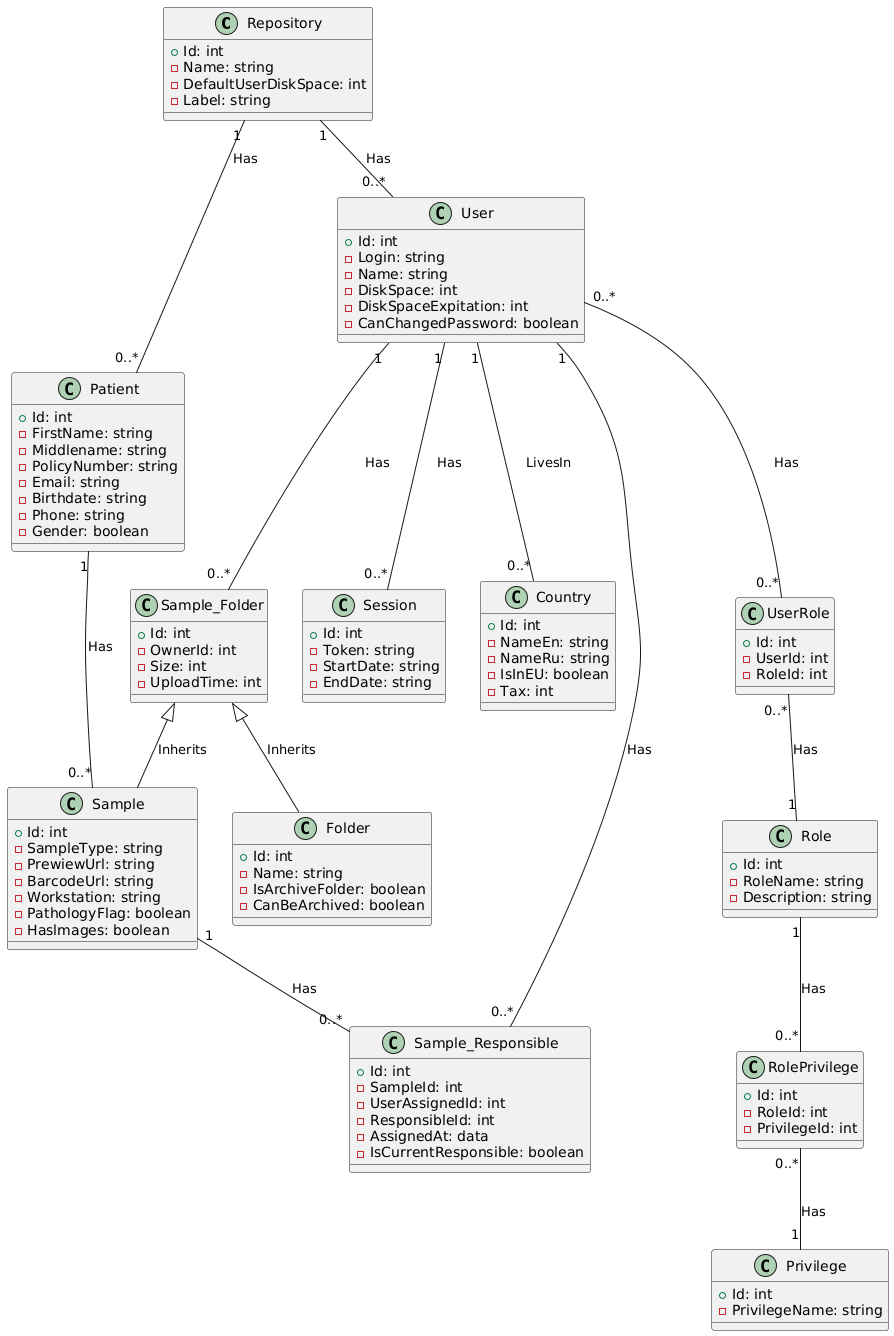 C Repository
Id: int
Name: string
DefaultUserDiskSpace: int
Label: string
1
1
Has
Has
0..*
C User
Id: int
Login: string
Name: string
DiskSpace: int
DiskSpaceExpitation: int
CanChangedPassword: boolean
0..*
0..*
1
1
1
1
C Patient
Id: int
FirstName: string
Middlename: string
PolicyNumber: string
Email: string
Birthdate: string
Phone: string
Gender: boolean
Has
Has
LivesIn
Has
1
0..*
0..*
0..*
0..*
C Sample_Folder
Id: int
OwnerId: int
Size: int
UploadTime: int
C Session
Id: int
Token: string
StartDate: string
EndDate: string
C Country
Id: int
NameEn: string
NameRu: string
IsInEU: boolean
Tax: int
C UserRole
Id: int
UserId: int
RoleId: int
Has
0..*
Inherits
Inherits
Has
Has
0..*
1
C Sample
Id: int
SampleType: string
PrewiewUrl: string
BarcodeUrl: string
Workstation: string
PathologyFlag: boolean
HasImages: boolean
C Folder
Id: int
Name: string
IsArchiveFolder: boolean
CanBeArchived: boolean
C Role
Id: int
RoleName: string
Description: string
1
1
Has
Has
0..*
0..*
0..*
C Sample_Responsible
Id: int
SampleId: int
UserAssignedId: int
ResponsibleId: int
AssignedAt: data
IsCurrentResponsible: boolean
C RolePrivilege
Id: int
RoleId: int
PrivilegeId: int
0..*
Has
1
C Privilege
Id: int
PrivilegeName: string